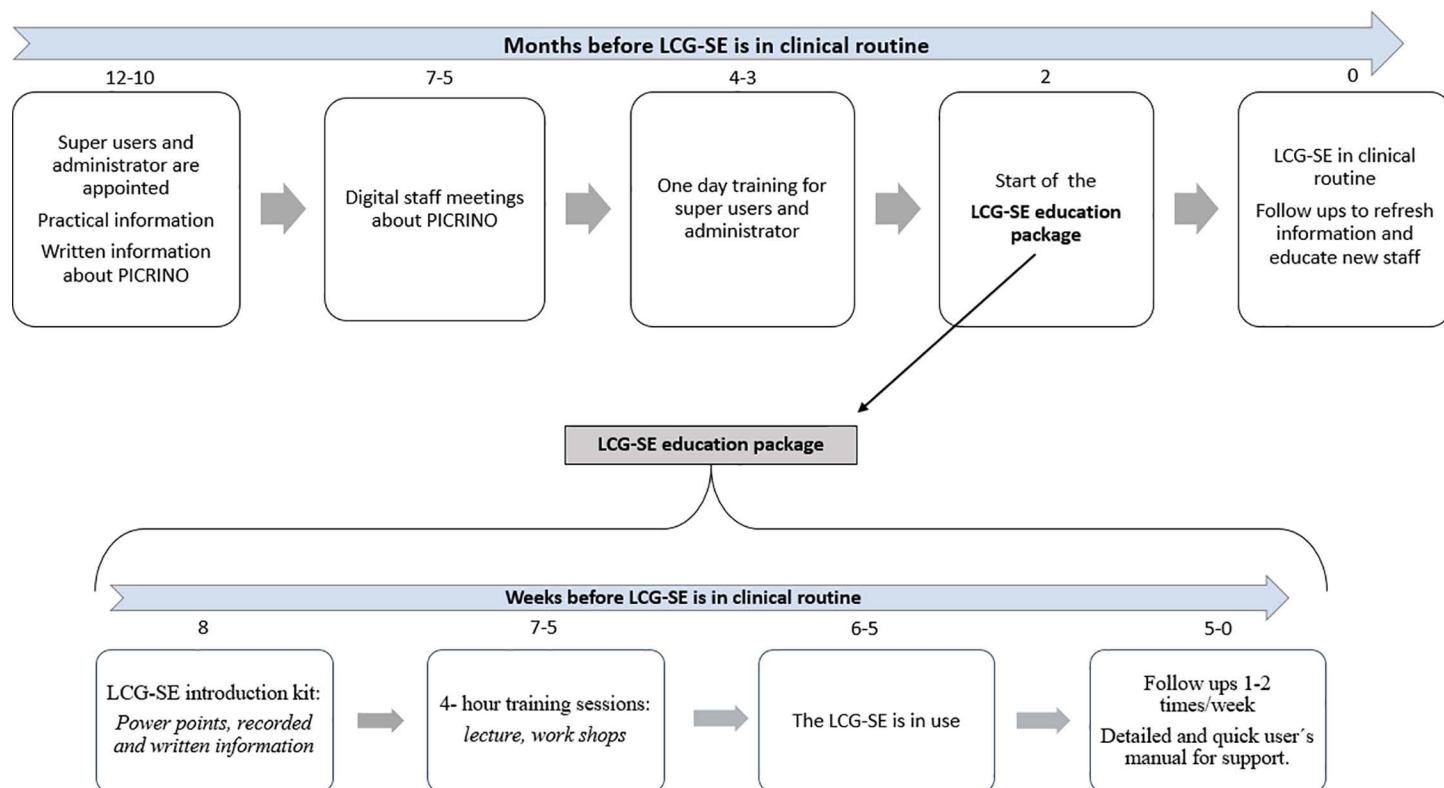 Months before LCG-SE is in clinical routine
12-10
7-5
4-3
2
0
Super users and
administrator are
appointed
Practical information
Written information
about PICRINO
Digital staff meetings
about PICRINO
One day training for
super users and
administrator
Start of the
LCG-SE education
package
LCG-SE in clinical
routine
Follow ups to refresh
information and
educate new staff
LCG-SE education package
Weeks before LCG-SE is in clinical routine
8
7-5
6-5
5-0
LCG-SE introduction kit:
Power points, recorded
and written information
4- hour training sessions:
lecture, work shops
The LCG-SE is in use
Follow ups 1-2
times/week
Detailed and quick user´s
manual for support.